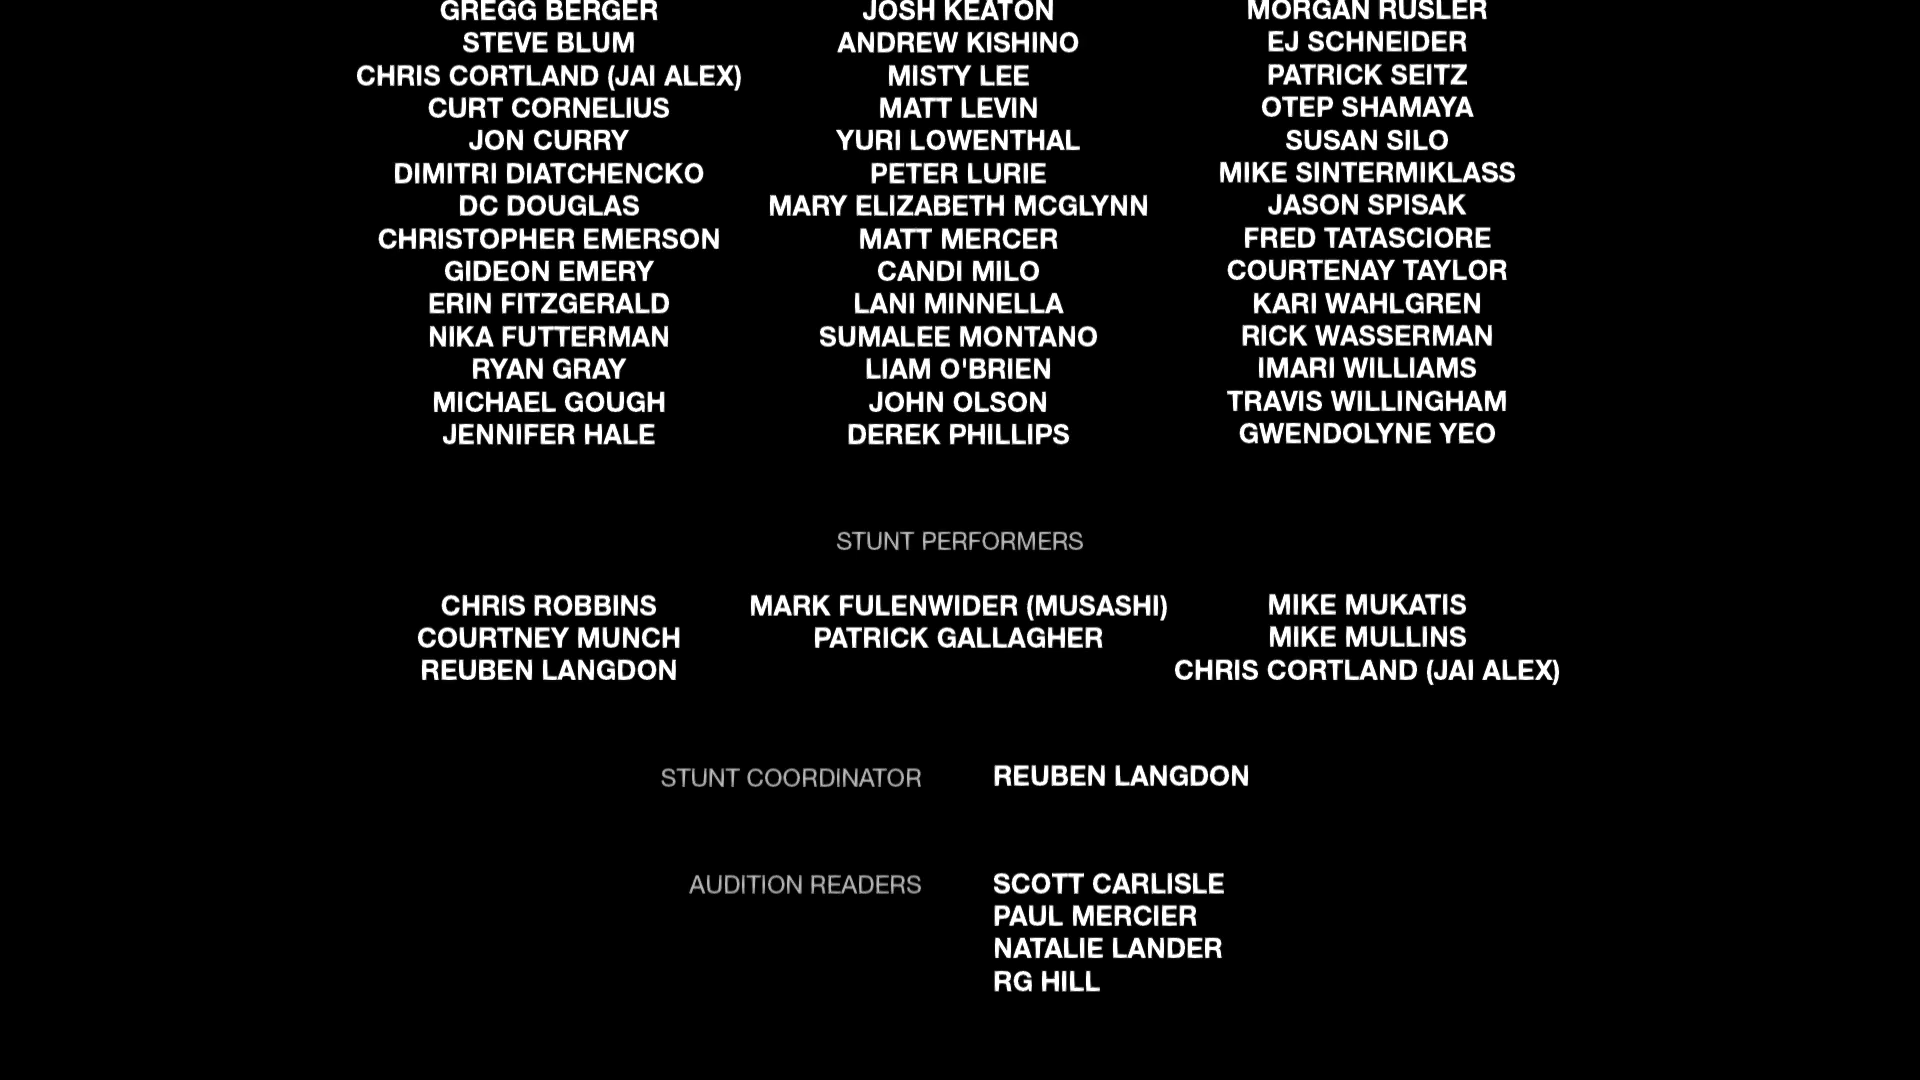 GREGG BERGER JOSH KEATON MORGAN RUSLER
STEVE BLUM ANDREW KISHINO EJ SCHNEIDER
CHRIS CORTLAND (JAI ALEX) MISTY LEE PATRICK SEITZ
CURT CORNELIUS MATT LEVIN OTEP SHAMAYA
JON CURRY YURI LOWENTHAL SUSAN SILO
DIMITRI DIATCHENCKO PETER LURIE MIKE SINTERMIKLASS
DC DOUGLAS MARY ELIZABETH MCGLYNN JASON SPISAK
CHRISTOPHER EMERSON MATT MERCER FRED TATASCIORE
GIDEON EMERY CANDI MILO COURTENAY TAYLOR
ERIN FITZGERALD LANI MINNELLA KARI WAHLGREN
NIKA FUTTERMAN SUMALEE MONTANO RICK WASSERMAN
RYAN GRAY LIAM O'BRIEN IMARI WILLIAMS
MICHAEL GOUGH JOHN OLSON TRAVIS WILLINGHAM
JENNIFER HALE DEREK PHILLIPS GWENDOLYNE YEO
STUNT PERFORMERS
CHRIS ROBBINS MARK FULENWIDER (MUSASHI) MIKE MUKATIS
COURTNEY MUNCH PATRICK GALLAGHER MIKE MULLINS
REUBEN LANGDON CHRIS CORTLAND (JAI ALEX)
STUNT COORDINATOR REUBEN LANGDON
AUDITION READERS SCOTT CARLISLE
PAUL MERCIER
NATALIE LANDER
RG HILL